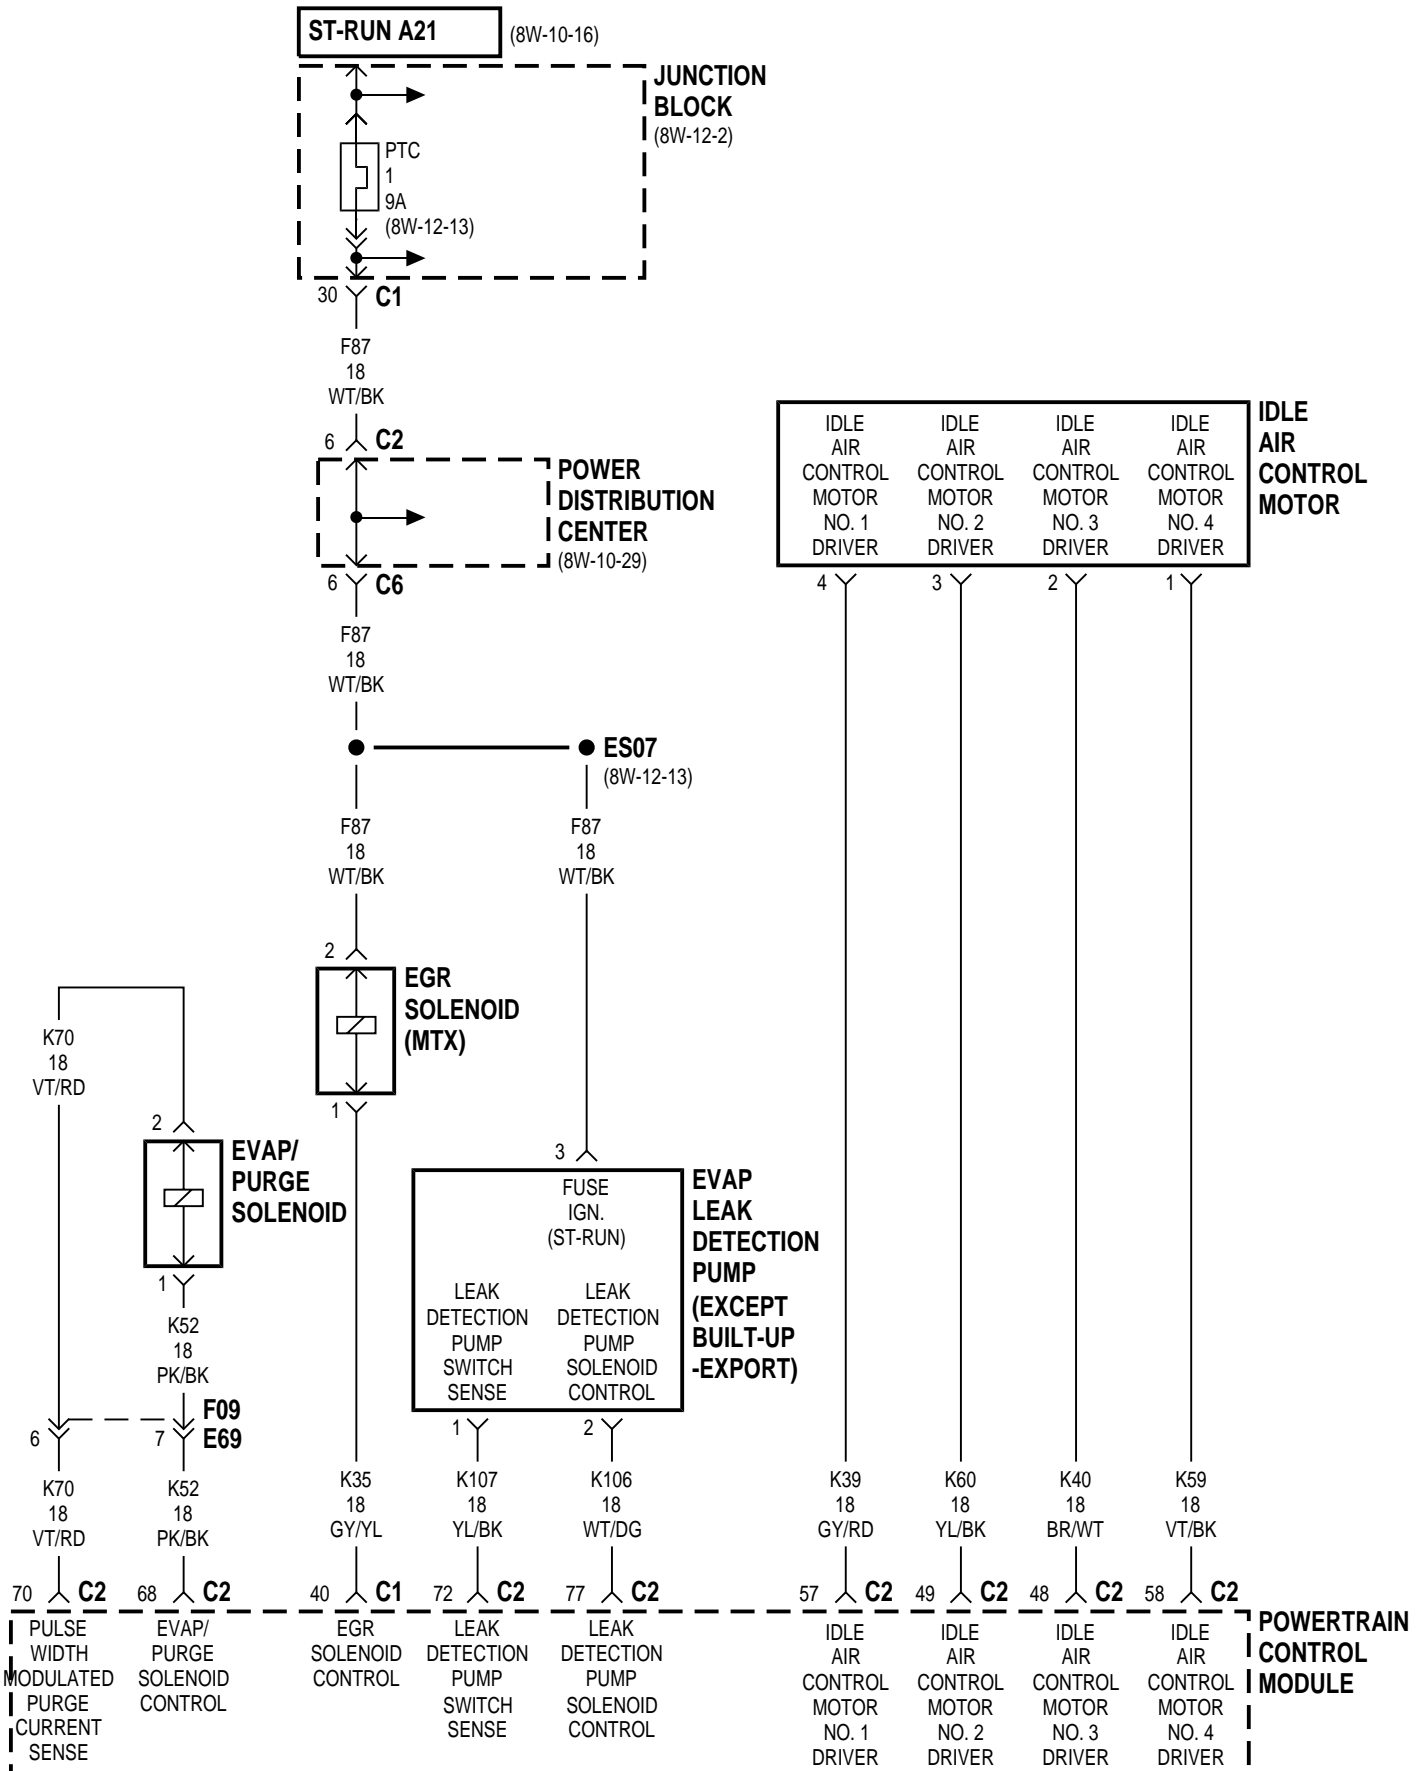 ST-RUN A21
(8W-10-16)
JUNCTION
BLOCK
(8W-12-2)
PTC
1
9A
(8W-12-13)
30
C1
F87
18
WT/BK
6
C2
POWER
DISTRIBUTION
CENTER
(8W-10-29)
6
C6
F87
18
WT/BK
ES07
(8W-12-13)
F87
18
WT/BK
F87
18
WT/BK
IDLE
AIR
CONTROL
MOTOR
NO. 1
DRIVER
IDLE
AIR
CONTROL
MOTOR
NO. 2
DRIVER
IDLE
AIR
CONTROL
MOTOR
NO. 3
DRIVER
IDLE
AIR
CONTROL
MOTOR
NO. 4
DRIVER
IDLE
AIR
CONTROL
MOTOR
4
3
2
1
2
EGR
SOLENOID
(MTX)
1
K70
18
VT/RD
2
EVAP/
PURGE
SOLENOID
1
K52
18
PK/BK
6
7
F09
E69
3
FUSE
IGN.
(ST-RUN)
LEAK
DETECTION
PUMP
SWITCH
SENSE
LEAK
DETECTION
PUMP
SOLENOID
CONTROL
EVAP
LEAK
DETECTION
PUMP
(EXCEPT
BUILT-UP
-EXPORT)
1
2
K70
18
VT/RD
K52
18
PK/BK
K35
18
GY/YL
K107
18
YL/BK
K106
18
WT/DG
K39
18
GY/RD
K60
18
YL/BK
K40
18
BR/WT
K59
18
VT/BK
70
C2
68
C2
40
C1
72
C2
77
C2
57
C2
49
C2
48
C2
58
C2
PULSE
WIDTH
MODULATED
PURGE
CURRENT
SENSE
EVAP/
PURGE
SOLENOID
CONTROL
EGR
SOLENOID
CONTROL
LEAK
DETECTION
PUMP
SWITCH
SENSE
LEAK
DETECTION
PUMP
SOLENOID
CONTROL
IDLE
AIR
CONTROL
MOTOR
NO. 1
DRIVER
IDLE
AIR
CONTROL
MOTOR
NO. 2
DRIVER
IDLE
AIR
CONTROL
MOTOR
NO. 3
DRIVER
IDLE
AIR
CONTROL
MOTOR
NO. 4
DRIVER
POWERTRAIN
CONTROL
MODULE